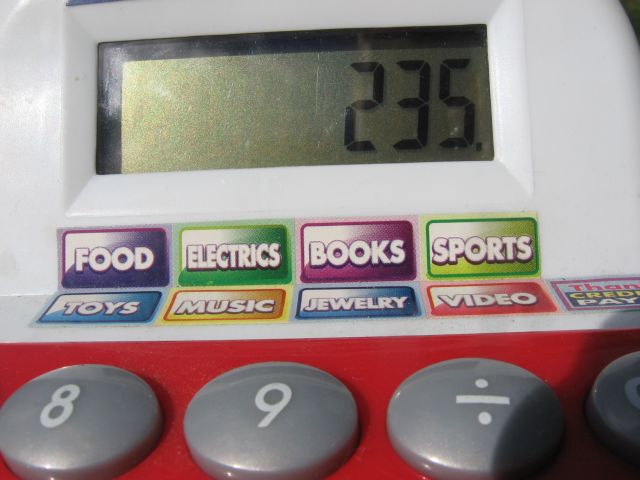 235.
FOOD ELECTRICS BOOKS SPORTS
TOYS MUSIC JEWELRY VIDEO
8 9 ÷